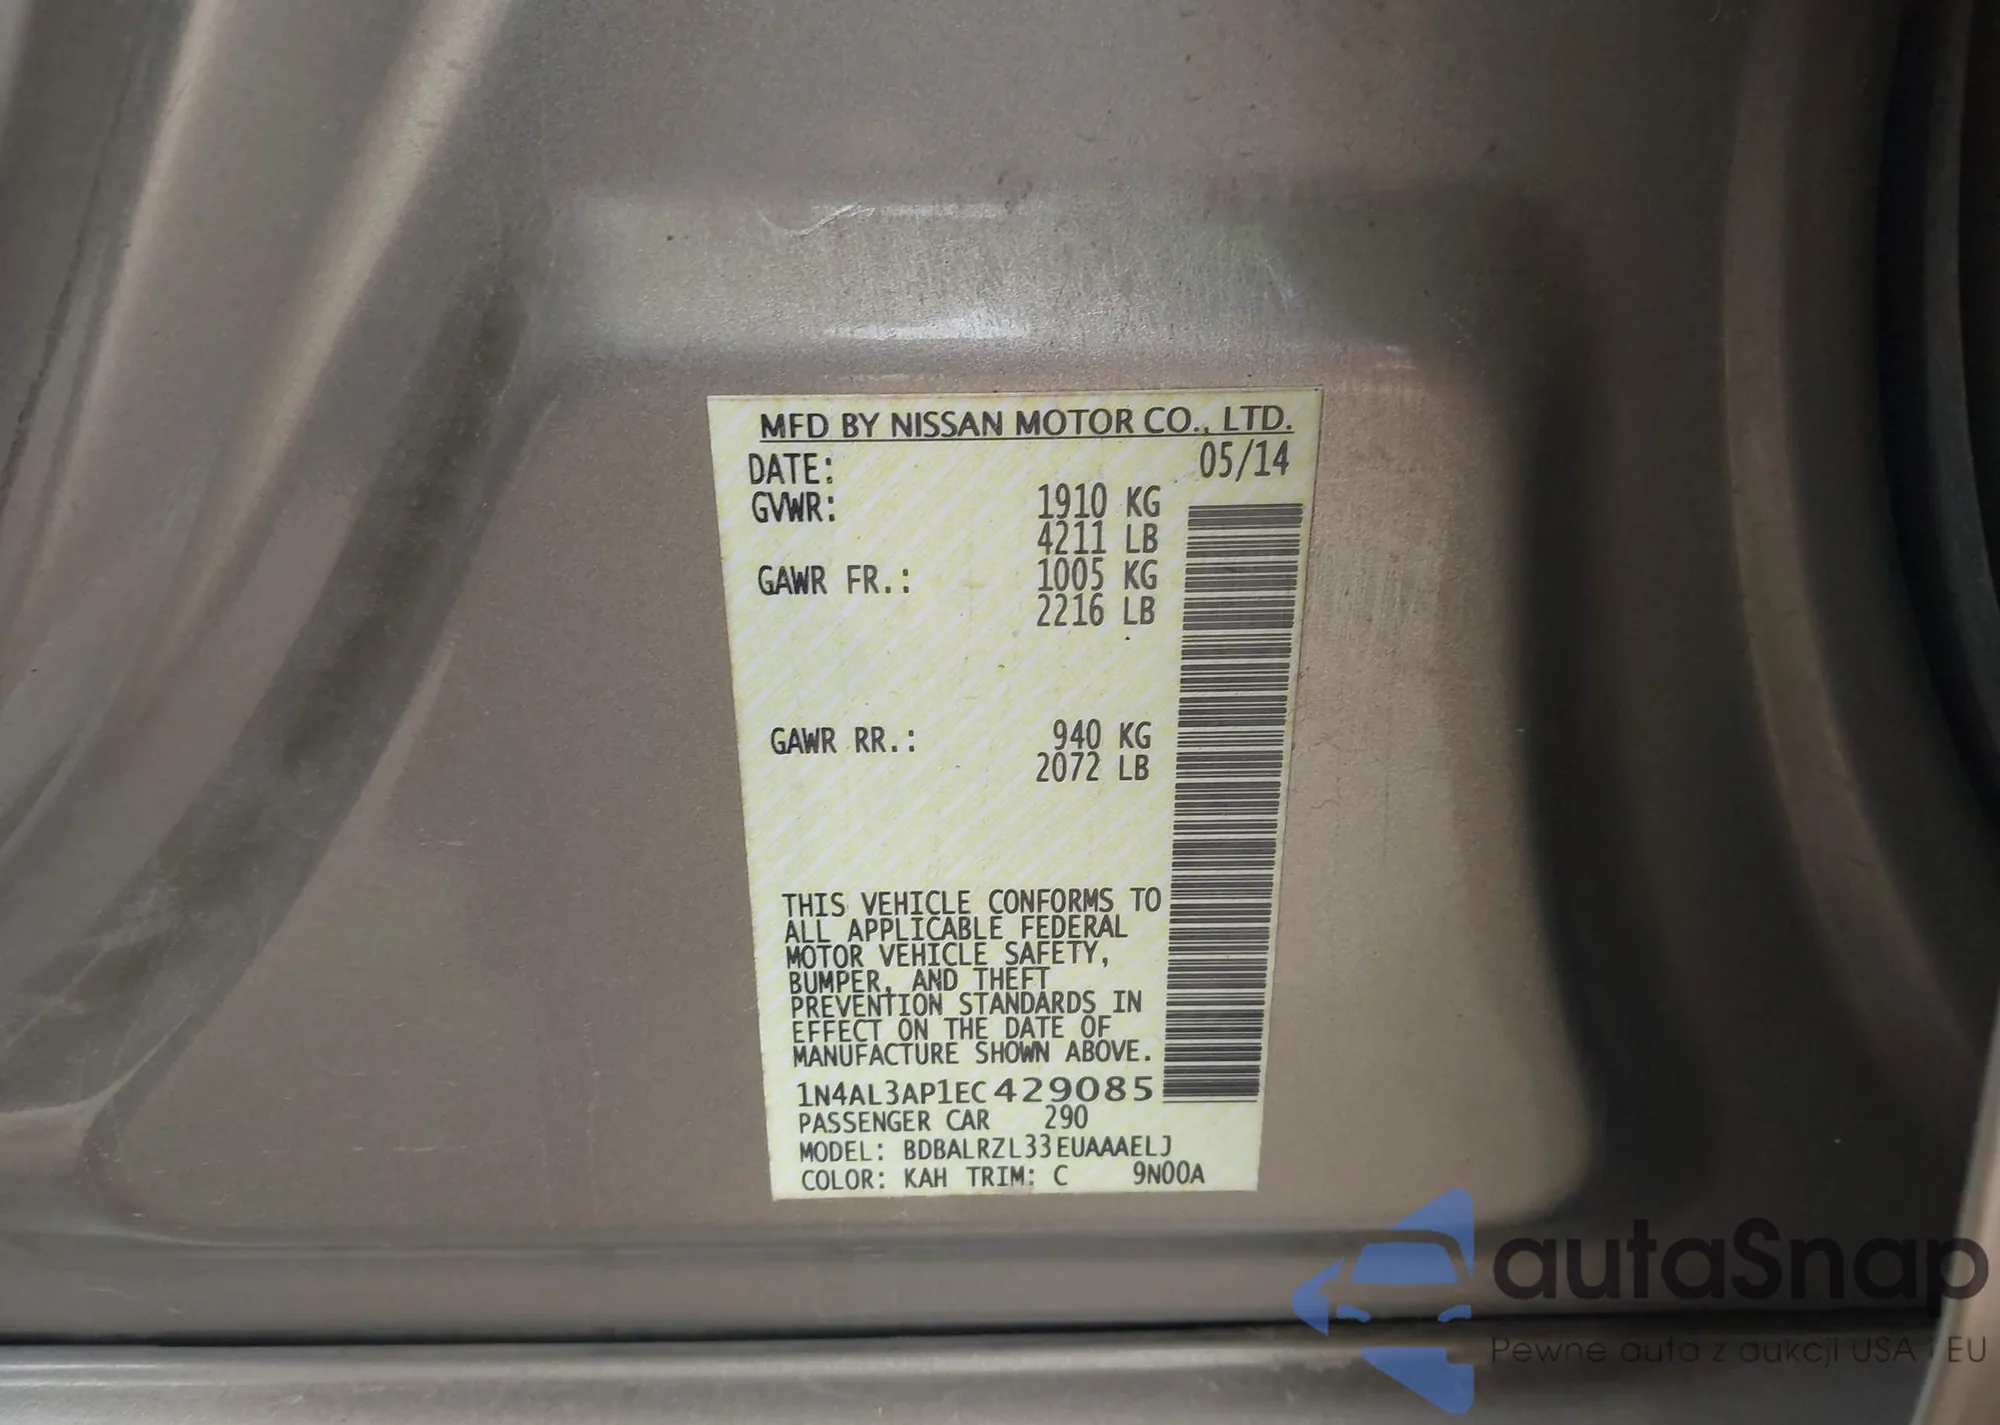 MFD BY NISSAN MOTOR CO., LTD.
DATE: 05/14
GVWR: 1910 KG
4211 LB
GAWR FR.: 1005 KG
2216 LB
GAWR RR.: 940 KG
2072 LB
THIS VEHICLE CONFORMS TO
ALL APPLICABLE FEDERAL
MOTOR VEHICLE SAFETY,
BUMPER, AND THEFT
PREVENTION STANDARDS IN
EFFECT ON THE DATE OF
MANUFACTURE SHOWN ABOVE.
1N4AL3AP1EC429085
PASSENGER CAR 290
MODEL: BDBALRZL33EUAAAELJ
COLOR: KAH TRIM: C 9N00A
autaSnap
Pewne auta z aukcji USA i EU